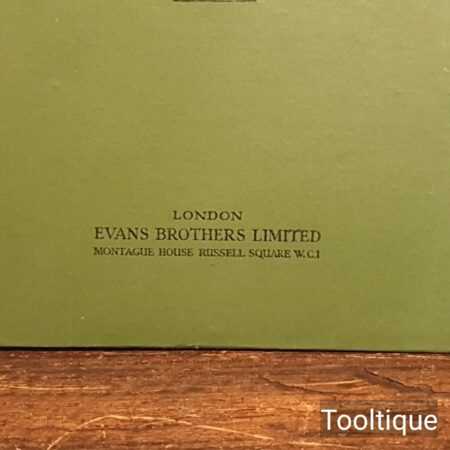 LONDON
EVANS BROTHERS LIMITED
MONTAGUE HOUSE RUSSELL SQUARE W.C.1
Tooltique